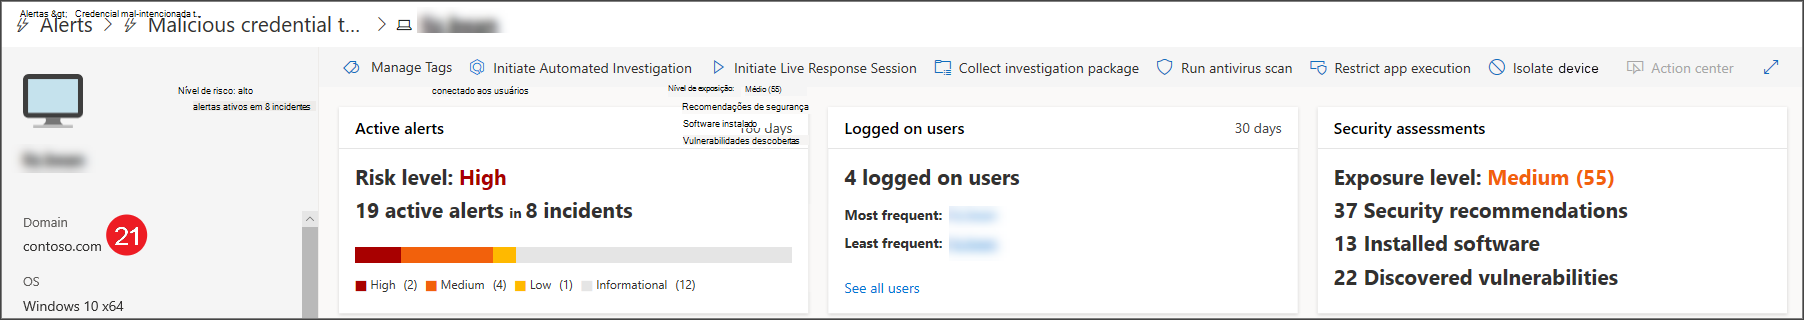 Alertas &gt; Credencial mal-intencionada t...
Alerts > Malicious credential t... >
Manage Tags Initiate Automated Investigation Initiate Live Response Session Collect investigation package Run antivirus scan Restrict app execution Isolate device Action center
Nível de risco: alto
alertas ativos em 8 incidentes
conectado aos usuários
Nível de exposição: Médio (55)
Recomendações de segurança
Software instalado
Vulnerabilidades descobertas
Domain
contoso.com
21
OS
Windows 10 x64
Active alerts 180 days
Risk level: High
19 active alerts in 8 incidents
High (2) Medium (4) Low (1) Informational (12)
Logged on users 30 days
4 logged on users
Most frequent:
Least frequent:
See all users
Security assessments
Exposure level: Medium (55)
37 Security recommendations
13 Installed software
22 Discovered vulnerabilities